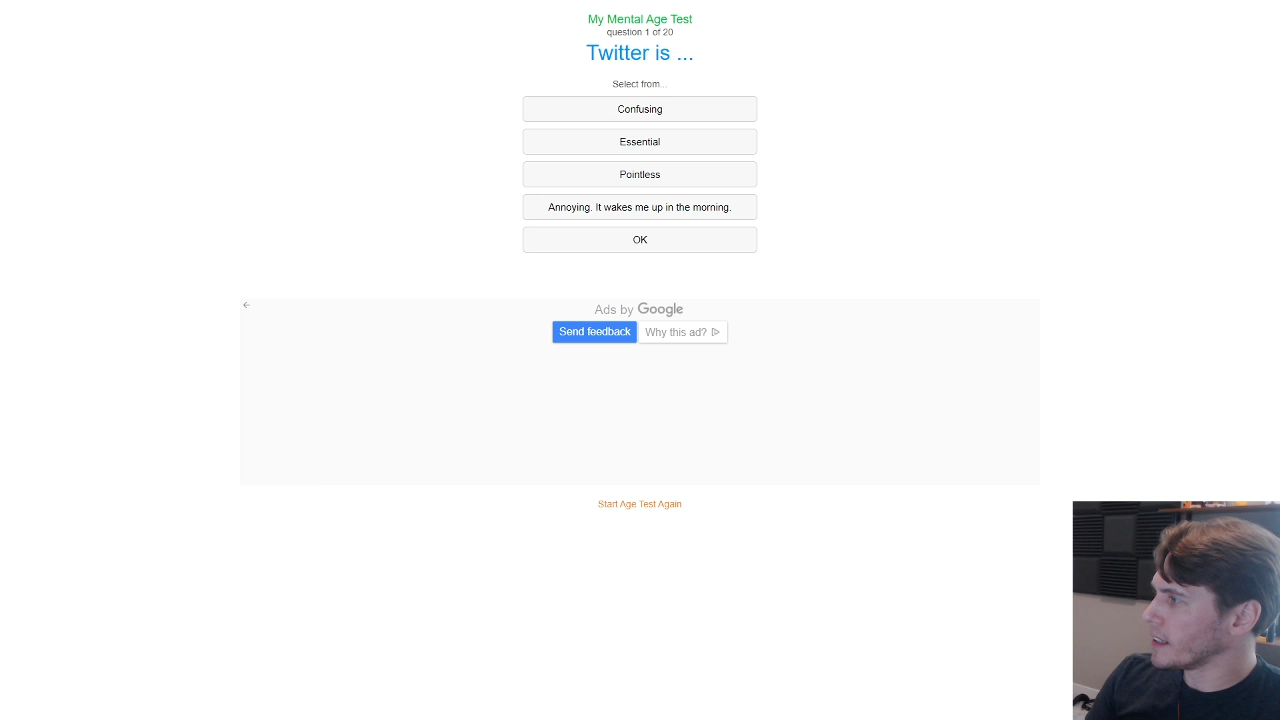 My Mental Age Test
question 1 of 20
Twitter is ...
Select from...
Confusing
Essential
Pointless
Annoying. It wakes me up in the morning.
OK
Ads by Google
Send feedback
Why this ad?
Start Age Test Again